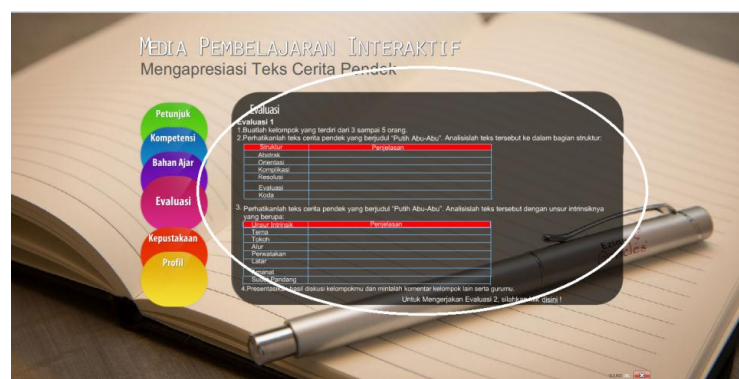 MEDIA PEMBELAJARAN INTERAKTIF
Mengapresiasi Teks Cerita Pendek
Petunjuk
Kompetensi
Bahan Ajar
Evaluasi
Kepustakaan
Profil
Evaluasi
Evaluasi 1
1.Buatlah kelompok yang terdiri dari 3 sampai 5 orang.
2.Perhatikanlah teks cerita pendek yang berjudul "Putih Abu-Abu". Analisislah teks tersebut ke dalam bagian struktur:
Struktur Penjelasan
Abstrak
Orientasi
Komplikasi
Resolusi
Evaluasi
Koda
3. Perhatikanlah teks cerita pendek yang berjudul "Putih Abu-Abu". Analisislah teks tersebut dengan unsur intrinsiknya
yang berupa:
Unsur Intrinsik Penjelasan
Tema
Tokoh
Alur
Perwatakan
Latar
Amanat
Sudut Pandang
4.Presentasikan hasil diskusi kelompokmu dan mintalah komentar kelompok lain serta gurumu.
Untuk Mengerjakan Evaluasi 2, silahkan klik disini !